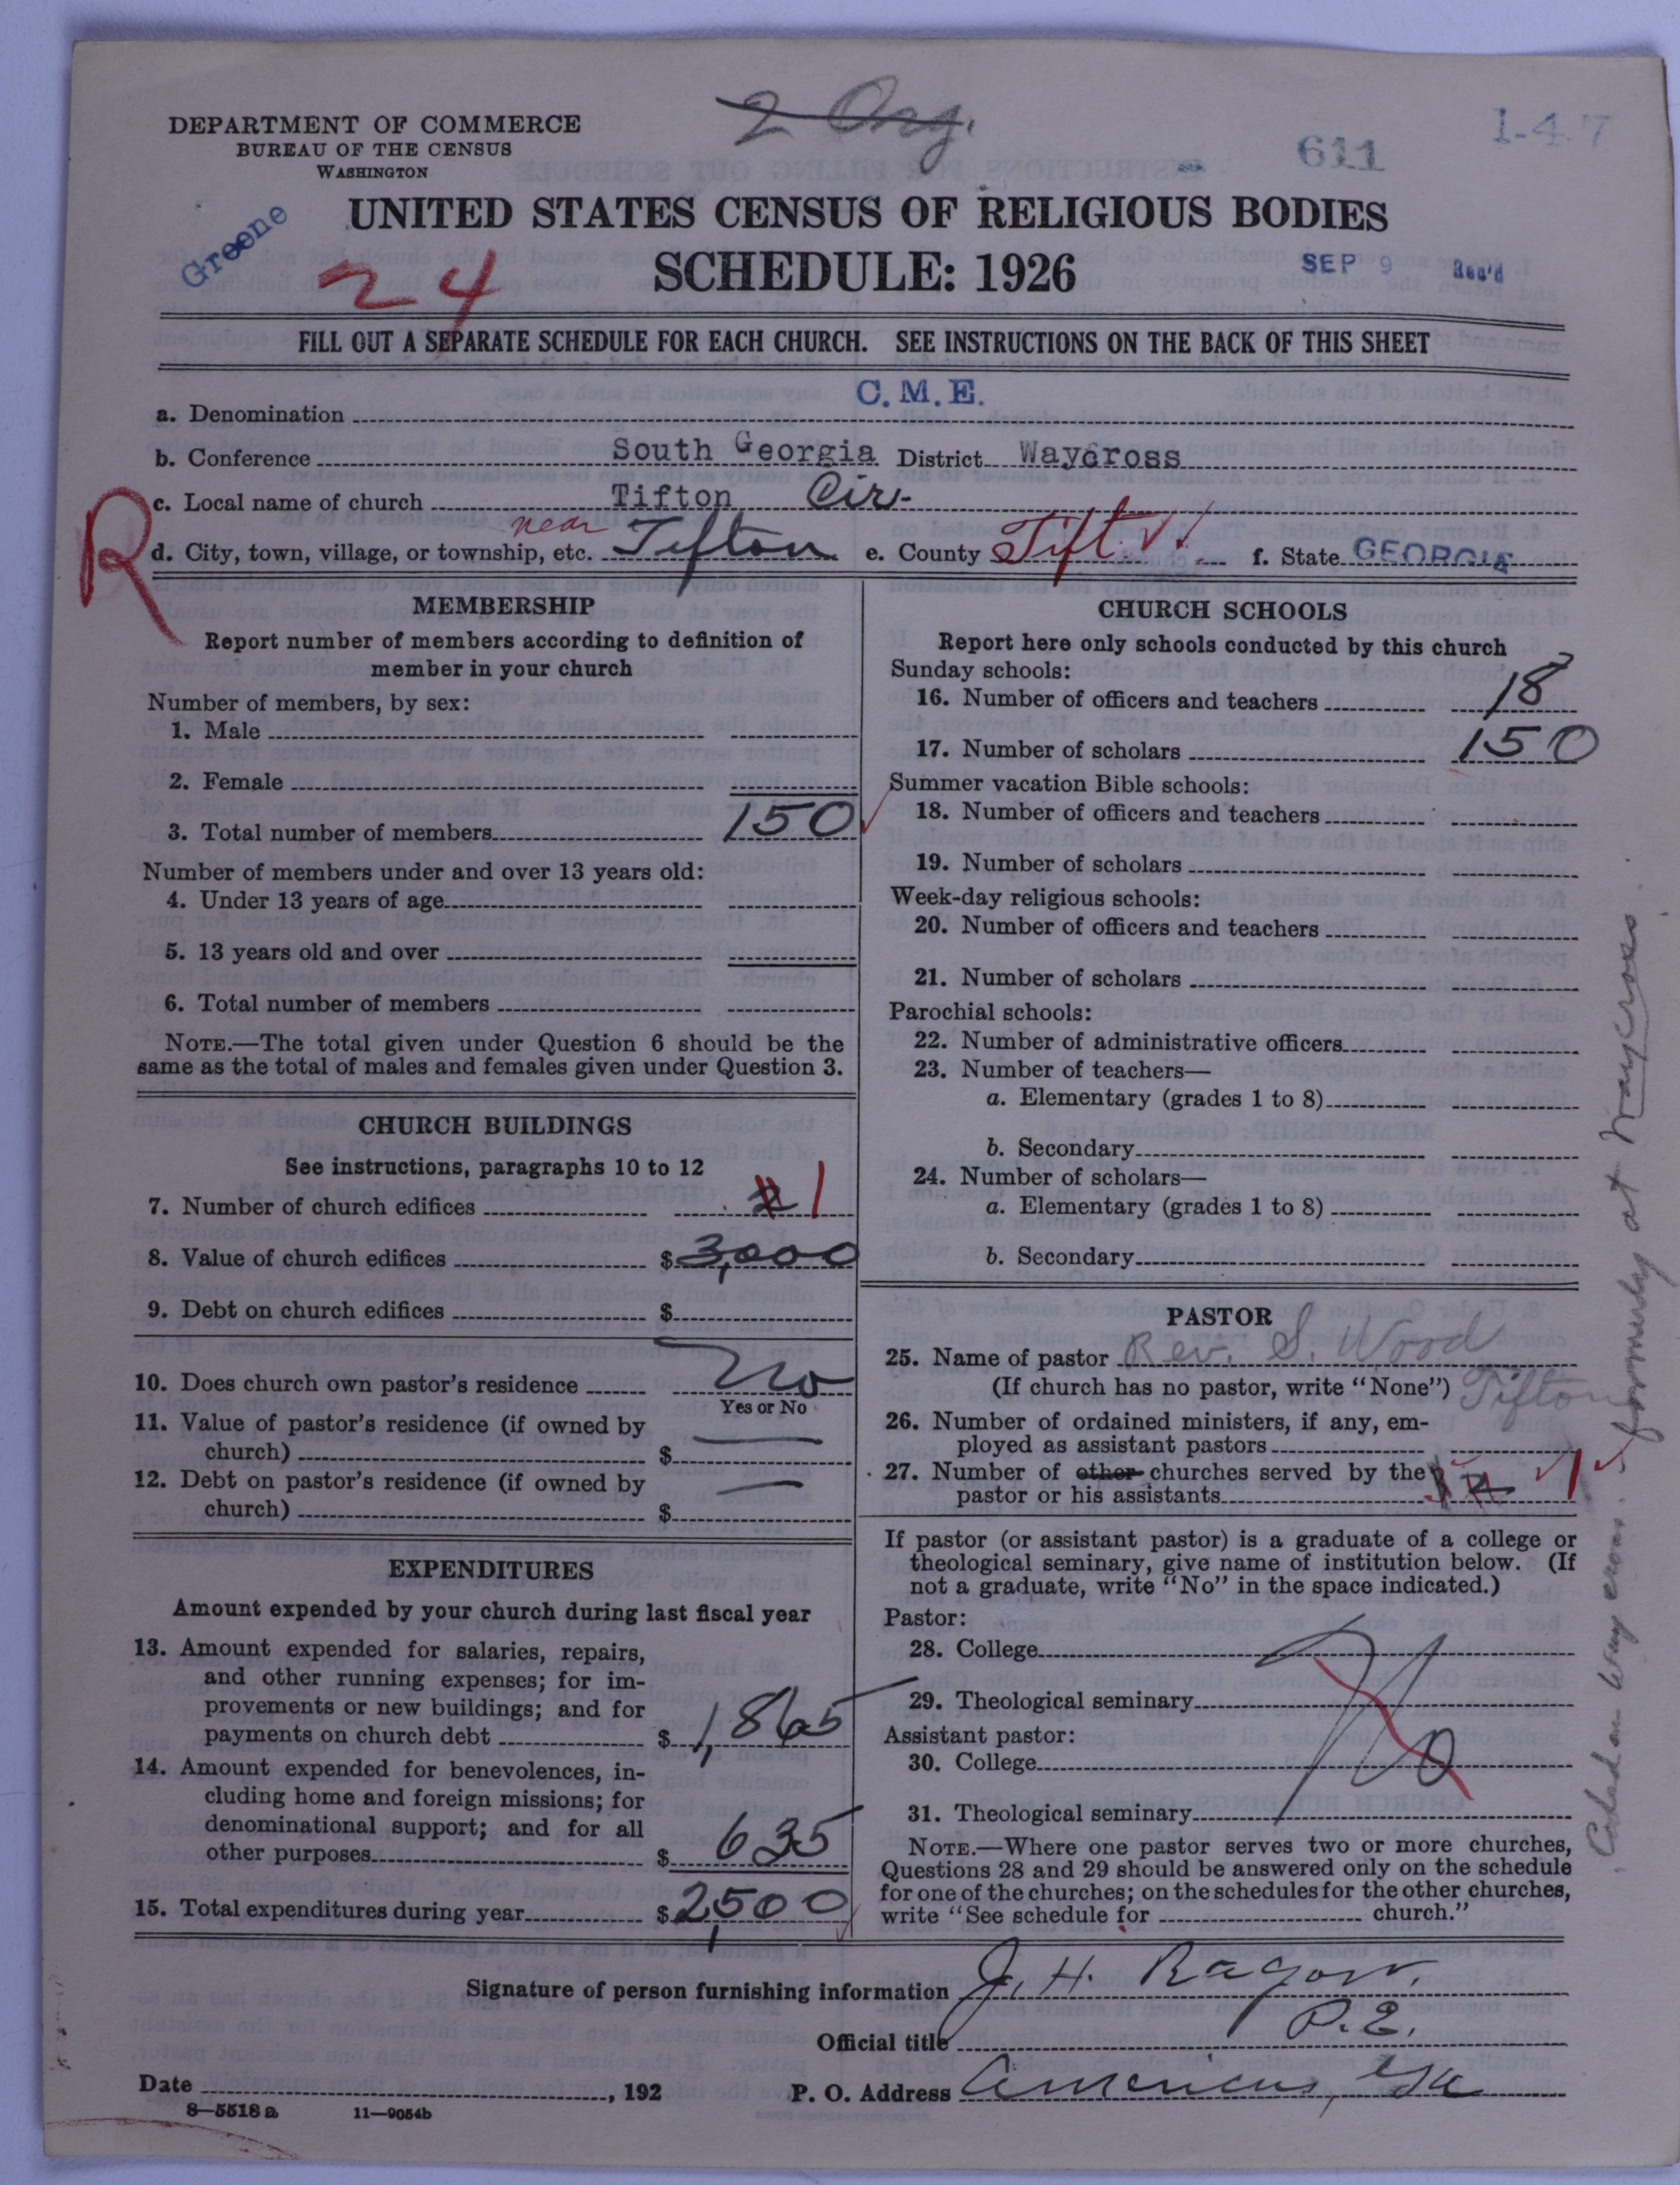 2 Org.
DEPARTMENT OF COMMERCE
BUREAU OF THE CENSUS
WASHINGTON
611
1-4-7
Greene
UNITED STATES CENSUS OF RELIGIOUS BODIES
24
SCHEDULE: 1926
SEP 9 Rec'd
FILL OUT A SEPARATE SCHEDULE FOR EACH CHURCH. SEE INSTRUCTIONS ON THE BACK OF THIS SHEET
a. Denomination C.M.E.
b. Conference South Georgia District Waycross
c. Local name of church Tifton Cir.
R
d. City, town, village, or township, etc. near Tifton e. County Tift f. State GEORGIA
MEMBERSHIP
Report number of members according to definition of
member in your church
Number of members, by sex:
1. Male
2. Female
3. Total number of members 150
Number of members under and over 13 years old:
4. Under 13 years of age
5. 13 years old and over
6. Total number of members
NOTE.—The total given under Question 6 should be the
same as the total of males and females given under Question 3.
CHURCH BUILDINGS
See instructions, paragraphs 10 to 12
7. Number of church edifices 2 1
8. Value of church edifices $3,000
9. Debt on church edifices $
10. Does church own pastor's residence No
Yes or No
11. Value of pastor's residence (if owned by
church) $ —
12. Debt on pastor's residence (if owned by
church) $ —
EXPENDITURES
Amount expended by your church during last fiscal year
13. Amount expended for salaries, repairs,
and other running expenses; for im-
provements or new buildings; and for
payments on church debt $1,865
14. Amount expended for benevolences, in-
cluding home and foreign missions; for
denominational support; and for all
other purposes $635
15. Total expenditures during year $2,500
CHURCH SCHOOLS
Report here only schools conducted by this church
Sunday schools:
16. Number of officers and teachers 18
17. Number of scholars 150
Summer vacation Bible schools:
18. Number of officers and teachers
19. Number of scholars
Week-day religious schools:
20. Number of officers and teachers
21. Number of scholars
Parochial schools:
22. Number of administrative officers
23. Number of teachers—
a. Elementary (grades 1 to 8)
b. Secondary
24. Number of scholars—
a. Elementary (grades 1 to 8)
b. Secondary
PASTOR
25. Name of pastor Rev. S. Wood
(If church has no pastor, write "None") Tifton
26. Number of ordained ministers, if any, em-
ployed as assistant pastors
27. Number of other churches served by the
pastor or his assistants 2 1
If pastor (or assistant pastor) is a graduate of a college or
theological seminary, give name of institution below. (If
not a graduate, write "No" in the space indicated.)
Pastor:
28. College
29. Theological seminary
No
Assistant pastor:
30. College
31. Theological seminary
NOTE.—Where one pastor serves two or more churches,
Questions 28 and 29 should be answered only on the schedule
for one of the churches; on the schedules for the other churches,
write "See schedule for church."
Signature of person furnishing information J. H. Ragow.
Official title P. E.
Date , 192
P. O. Address Americus, Ga
8—5518 a 11—9054b
formerly at Waycross.